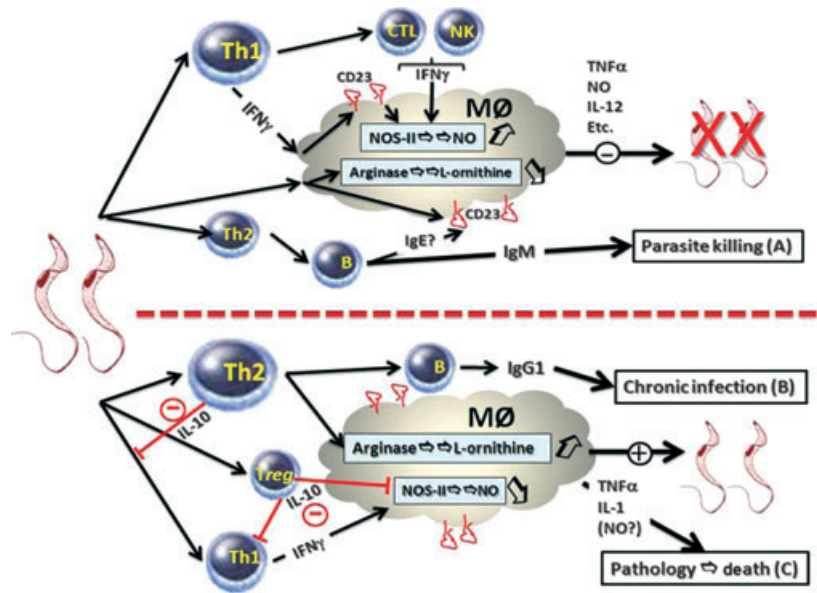 Th1
CTL
NK
IFNγ
CD23
IFNγ
MØ
NOS-II⇨⇨NO
Arginase⇨⇨L-ornithine
TNFα
NO
IL-12
Etc.
−
XX
CD23
Th2
B
IgE?
IgM
Parasite killing (A)
Th2
B
IgG1
Chronic infection (B)
−
IL-10
MØ
Arginase⇨⇨L-ornithine
+
Treg
IL-10
−
NOS-II⇨⇨NO
TNFα
IL-1
(NO?)
Th1
IFNγ
Pathology ⇨ death (C)